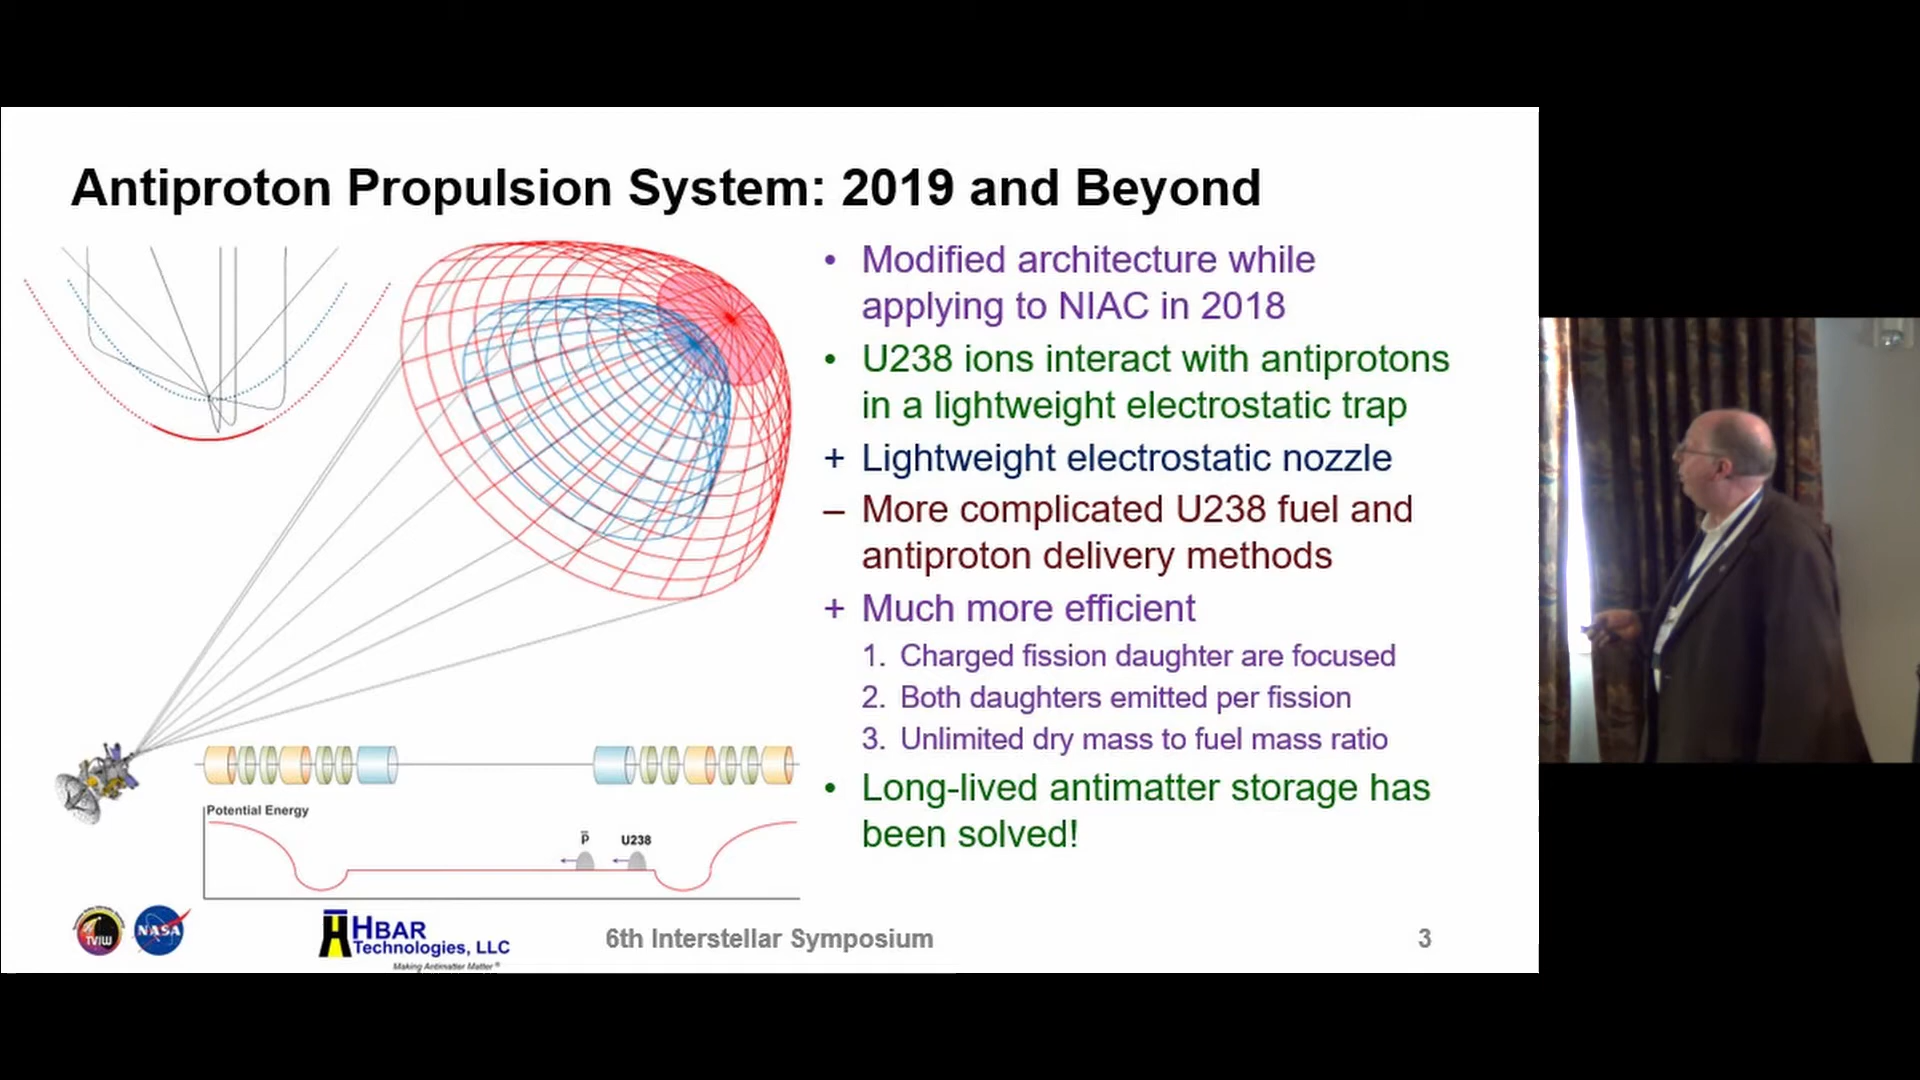 Antiproton Propulsion System: 2019 and Beyond
• Modified architecture while
applying to NIAC in 2018
• U238 ions interact with antiprotons
in a lightweight electrostatic trap
+ Lightweight electrostatic nozzle
– More complicated U238 fuel and
antiproton delivery methods
+ Much more efficient
1. Charged fission daughter are focused
2. Both daughters emitted per fission
3. Unlimited dry mass to fuel mass ratio
• Long-lived antimatter storage has
been solved!
Potential Energy
P̅
U238
TVIW
NASA
HBAR
Technologies, LLC
Making Antimatter Matter ®
6th Interstellar Symposium
3